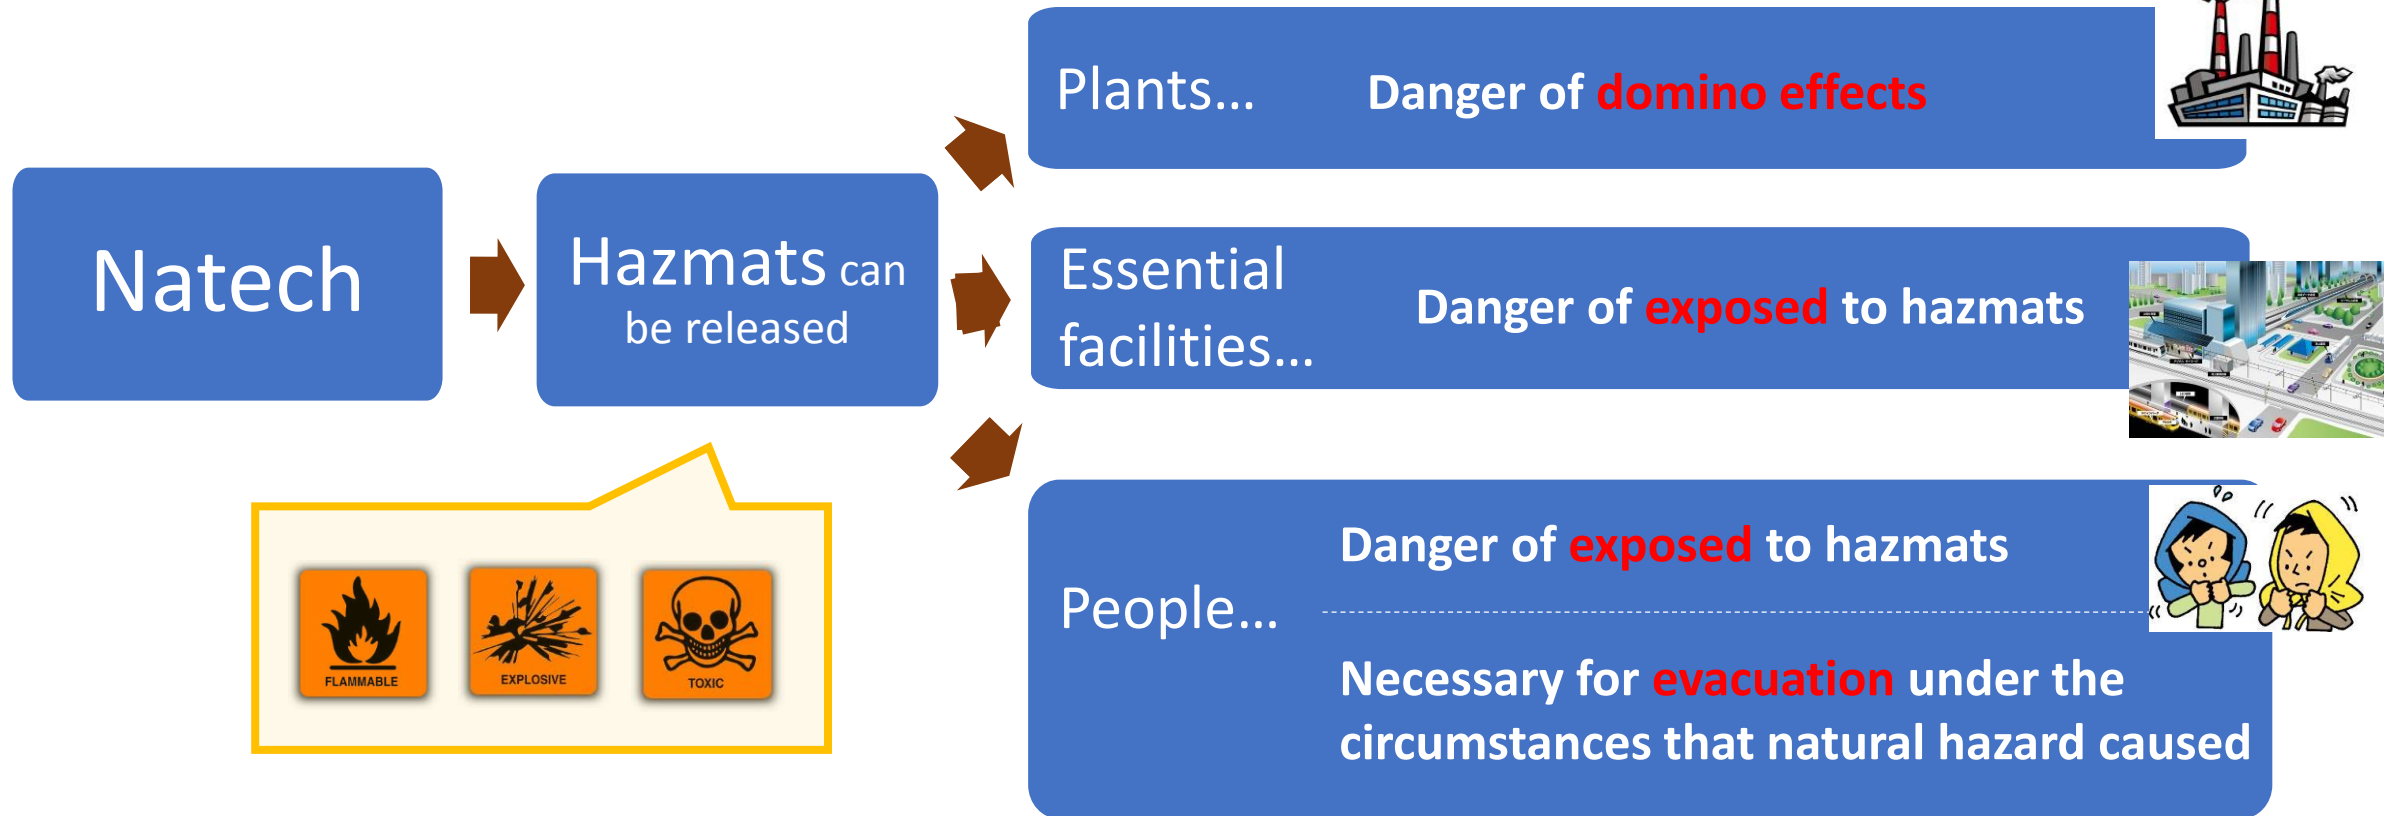 Natech
Hazmats can
be released
FLAMMABLE
EXPLOSIVE
TOXIC
Plants...
Danger of domino effects
Essential
facilities...
Danger of exposed to hazmats
People...
Danger of exposed to hazmats
Necessary for evacuation under the
circumstances that natural hazard caused